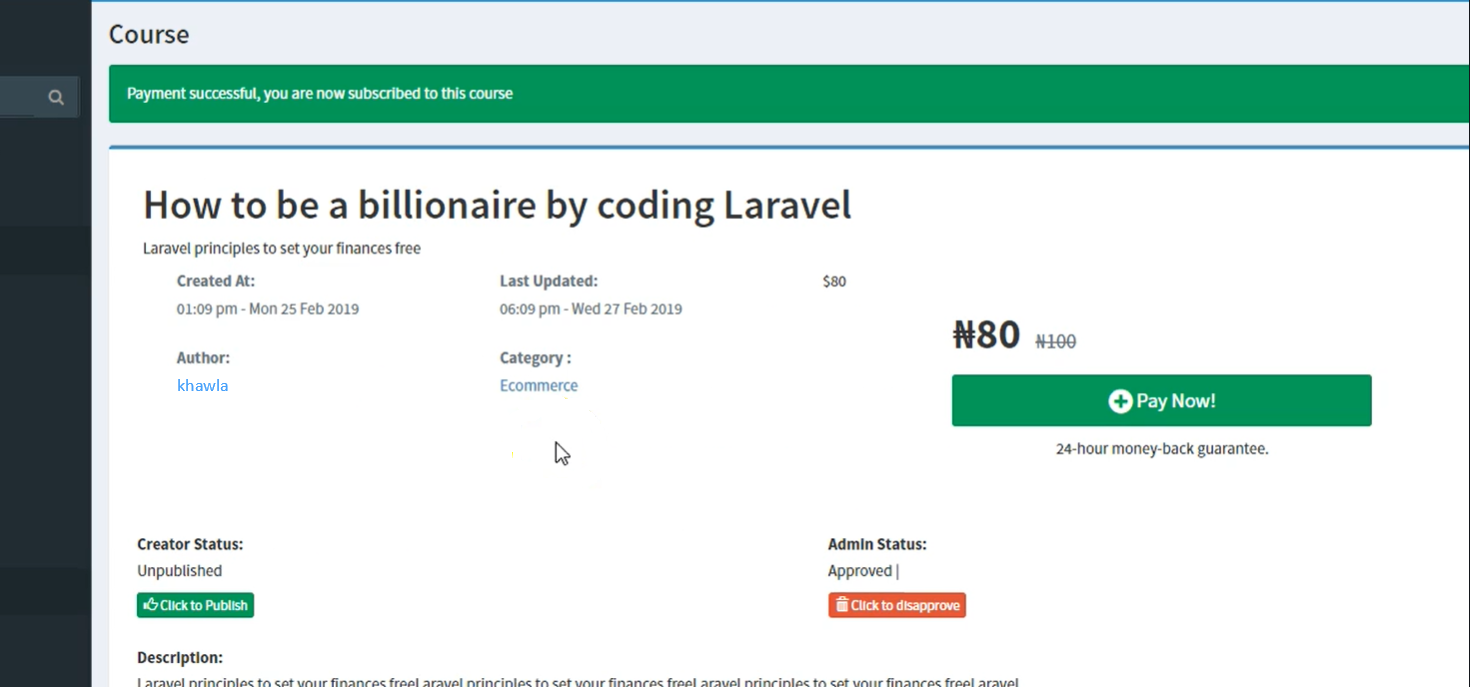 Course
Payment successful, you are now subscribed to this course
How to be a billionaire by coding Laravel
Laravel principles to set your finances free
Created At:
01:09 pm - Mon 25 Feb 2019
Last Updated:
06:09 pm - Wed 27 Feb 2019
$80
Author:
khawla
Category :
Ecommerce
₦80 ₦100
Pay Now!
24-hour money-back guarantee.
Creator Status:
Unpublished
Click to Publish
Admin Status:
Approved |
Click to disapprove
Description:
Laravel principles to set your finances freeLaravel principles to set your finances freeLaravel principles to set your finances freeLaravel